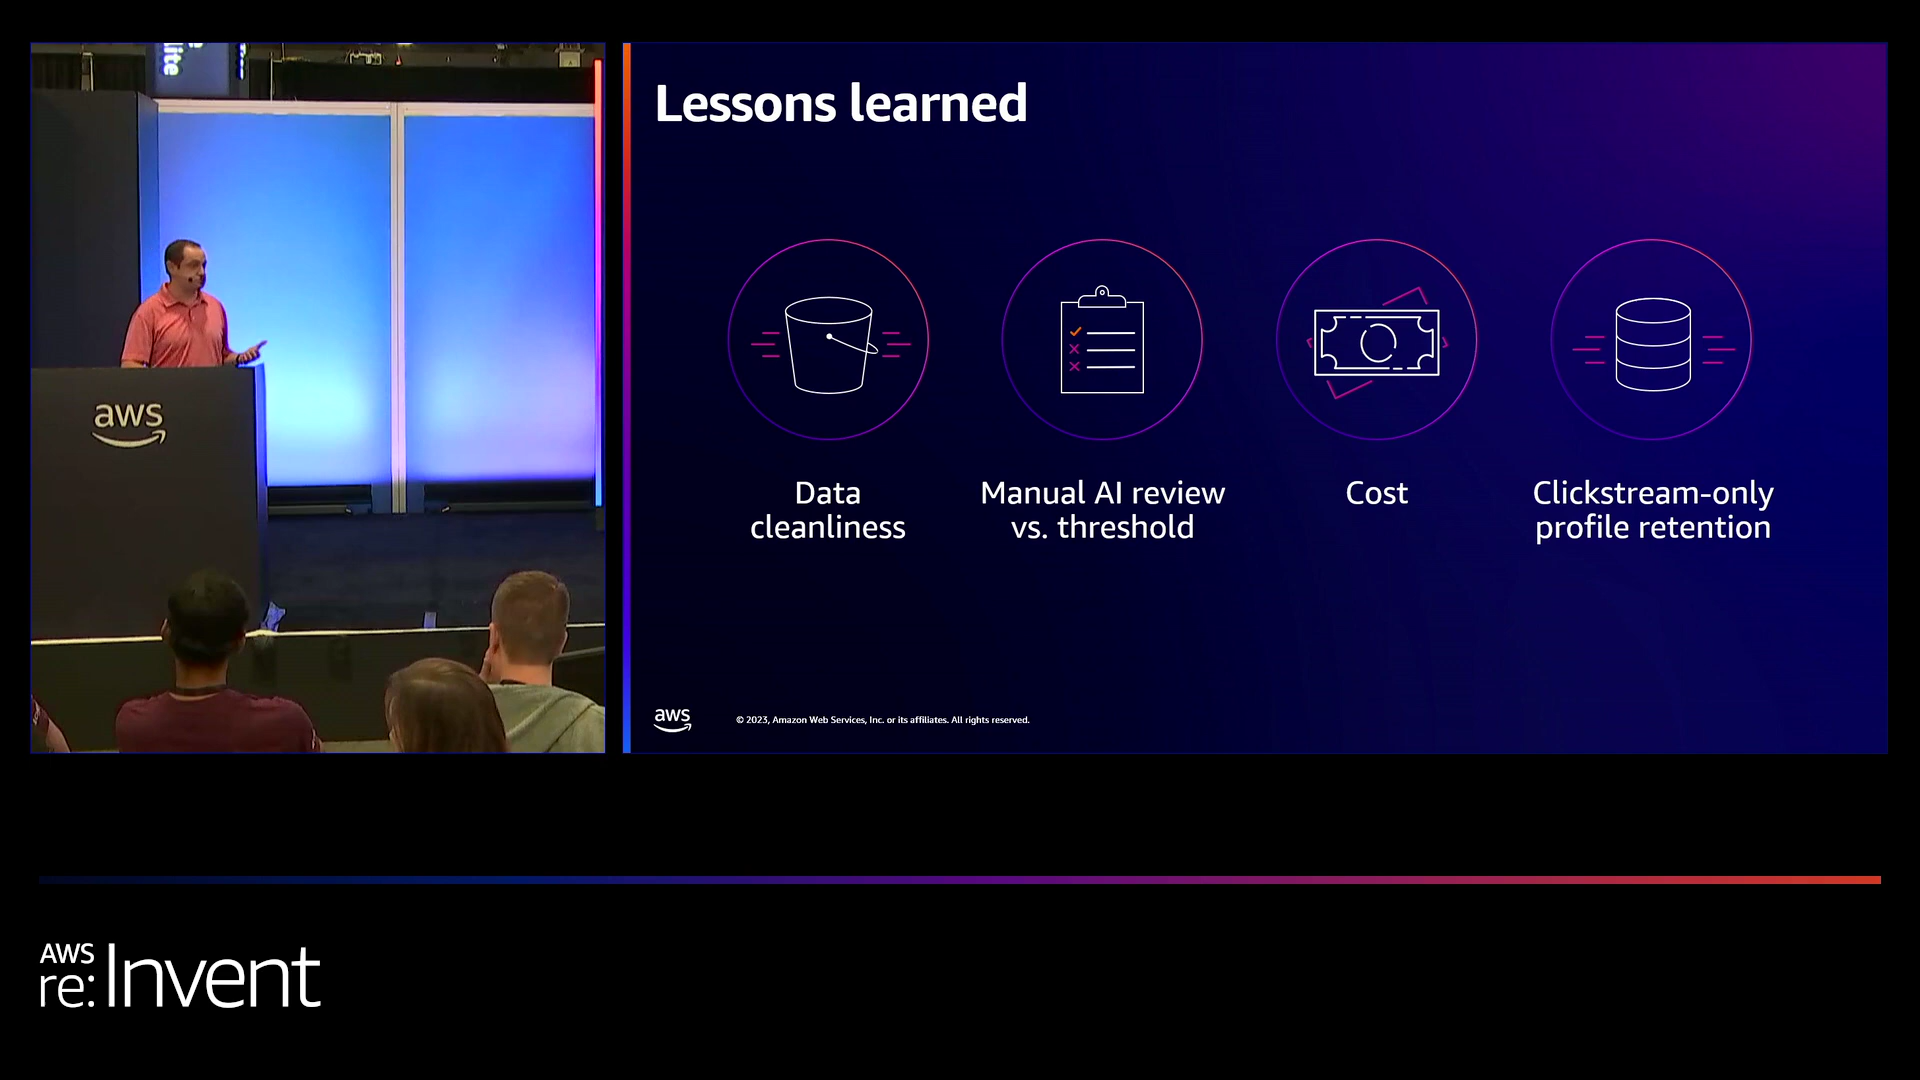 lite
aws
Lessons learned
Data
cleanliness
Manual AI review
vs. threshold
Cost
Clickstream-only
profile retention
aws
© 2023, Amazon Web Services, Inc. or its affiliates. All rights reserved.
AWS
re:Invent